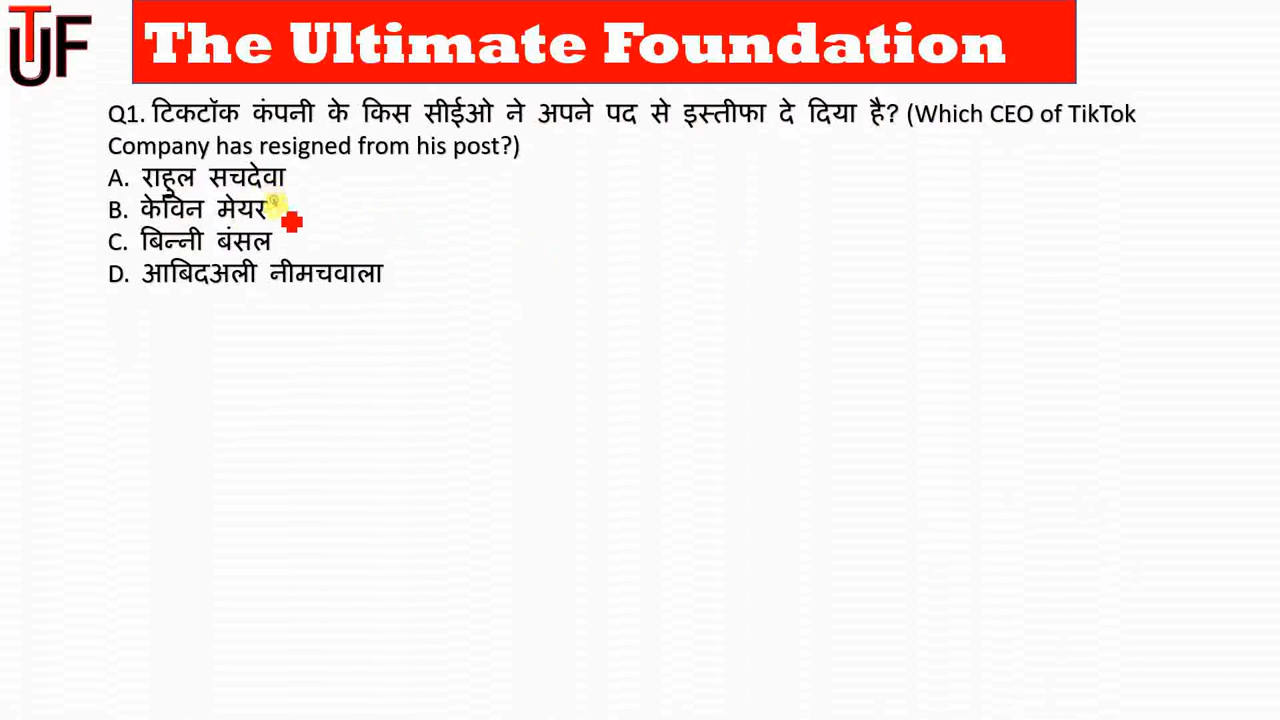 TUF
The Ultimate Foundation
Q1. टिकटॉक कंपनी के किस सीईओ ने अपने पद से इस्तीफा दे दिया है? (Which CEO of TikTok
Company has resigned from his post?)
A. राहुल सचदेवा
B. केविन मेयर
C. बिन्नी बंसल
D. आबिदअली नीमचवाला